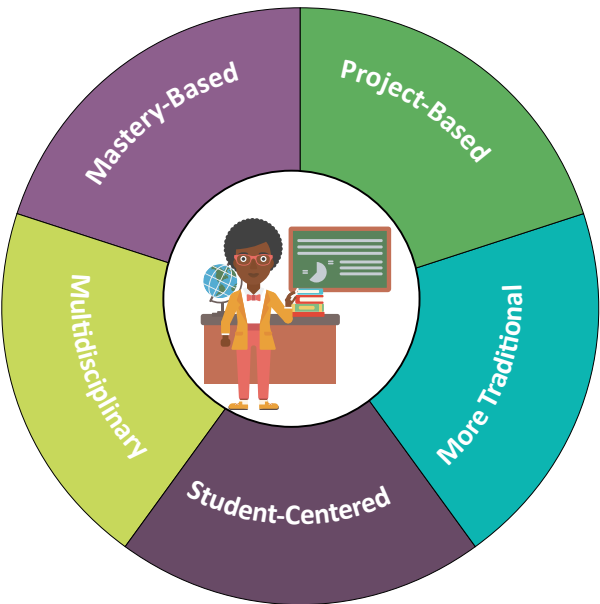 Project-Based
More Traditional
Student-Centered
Multidisciplinary
Mastery-Based